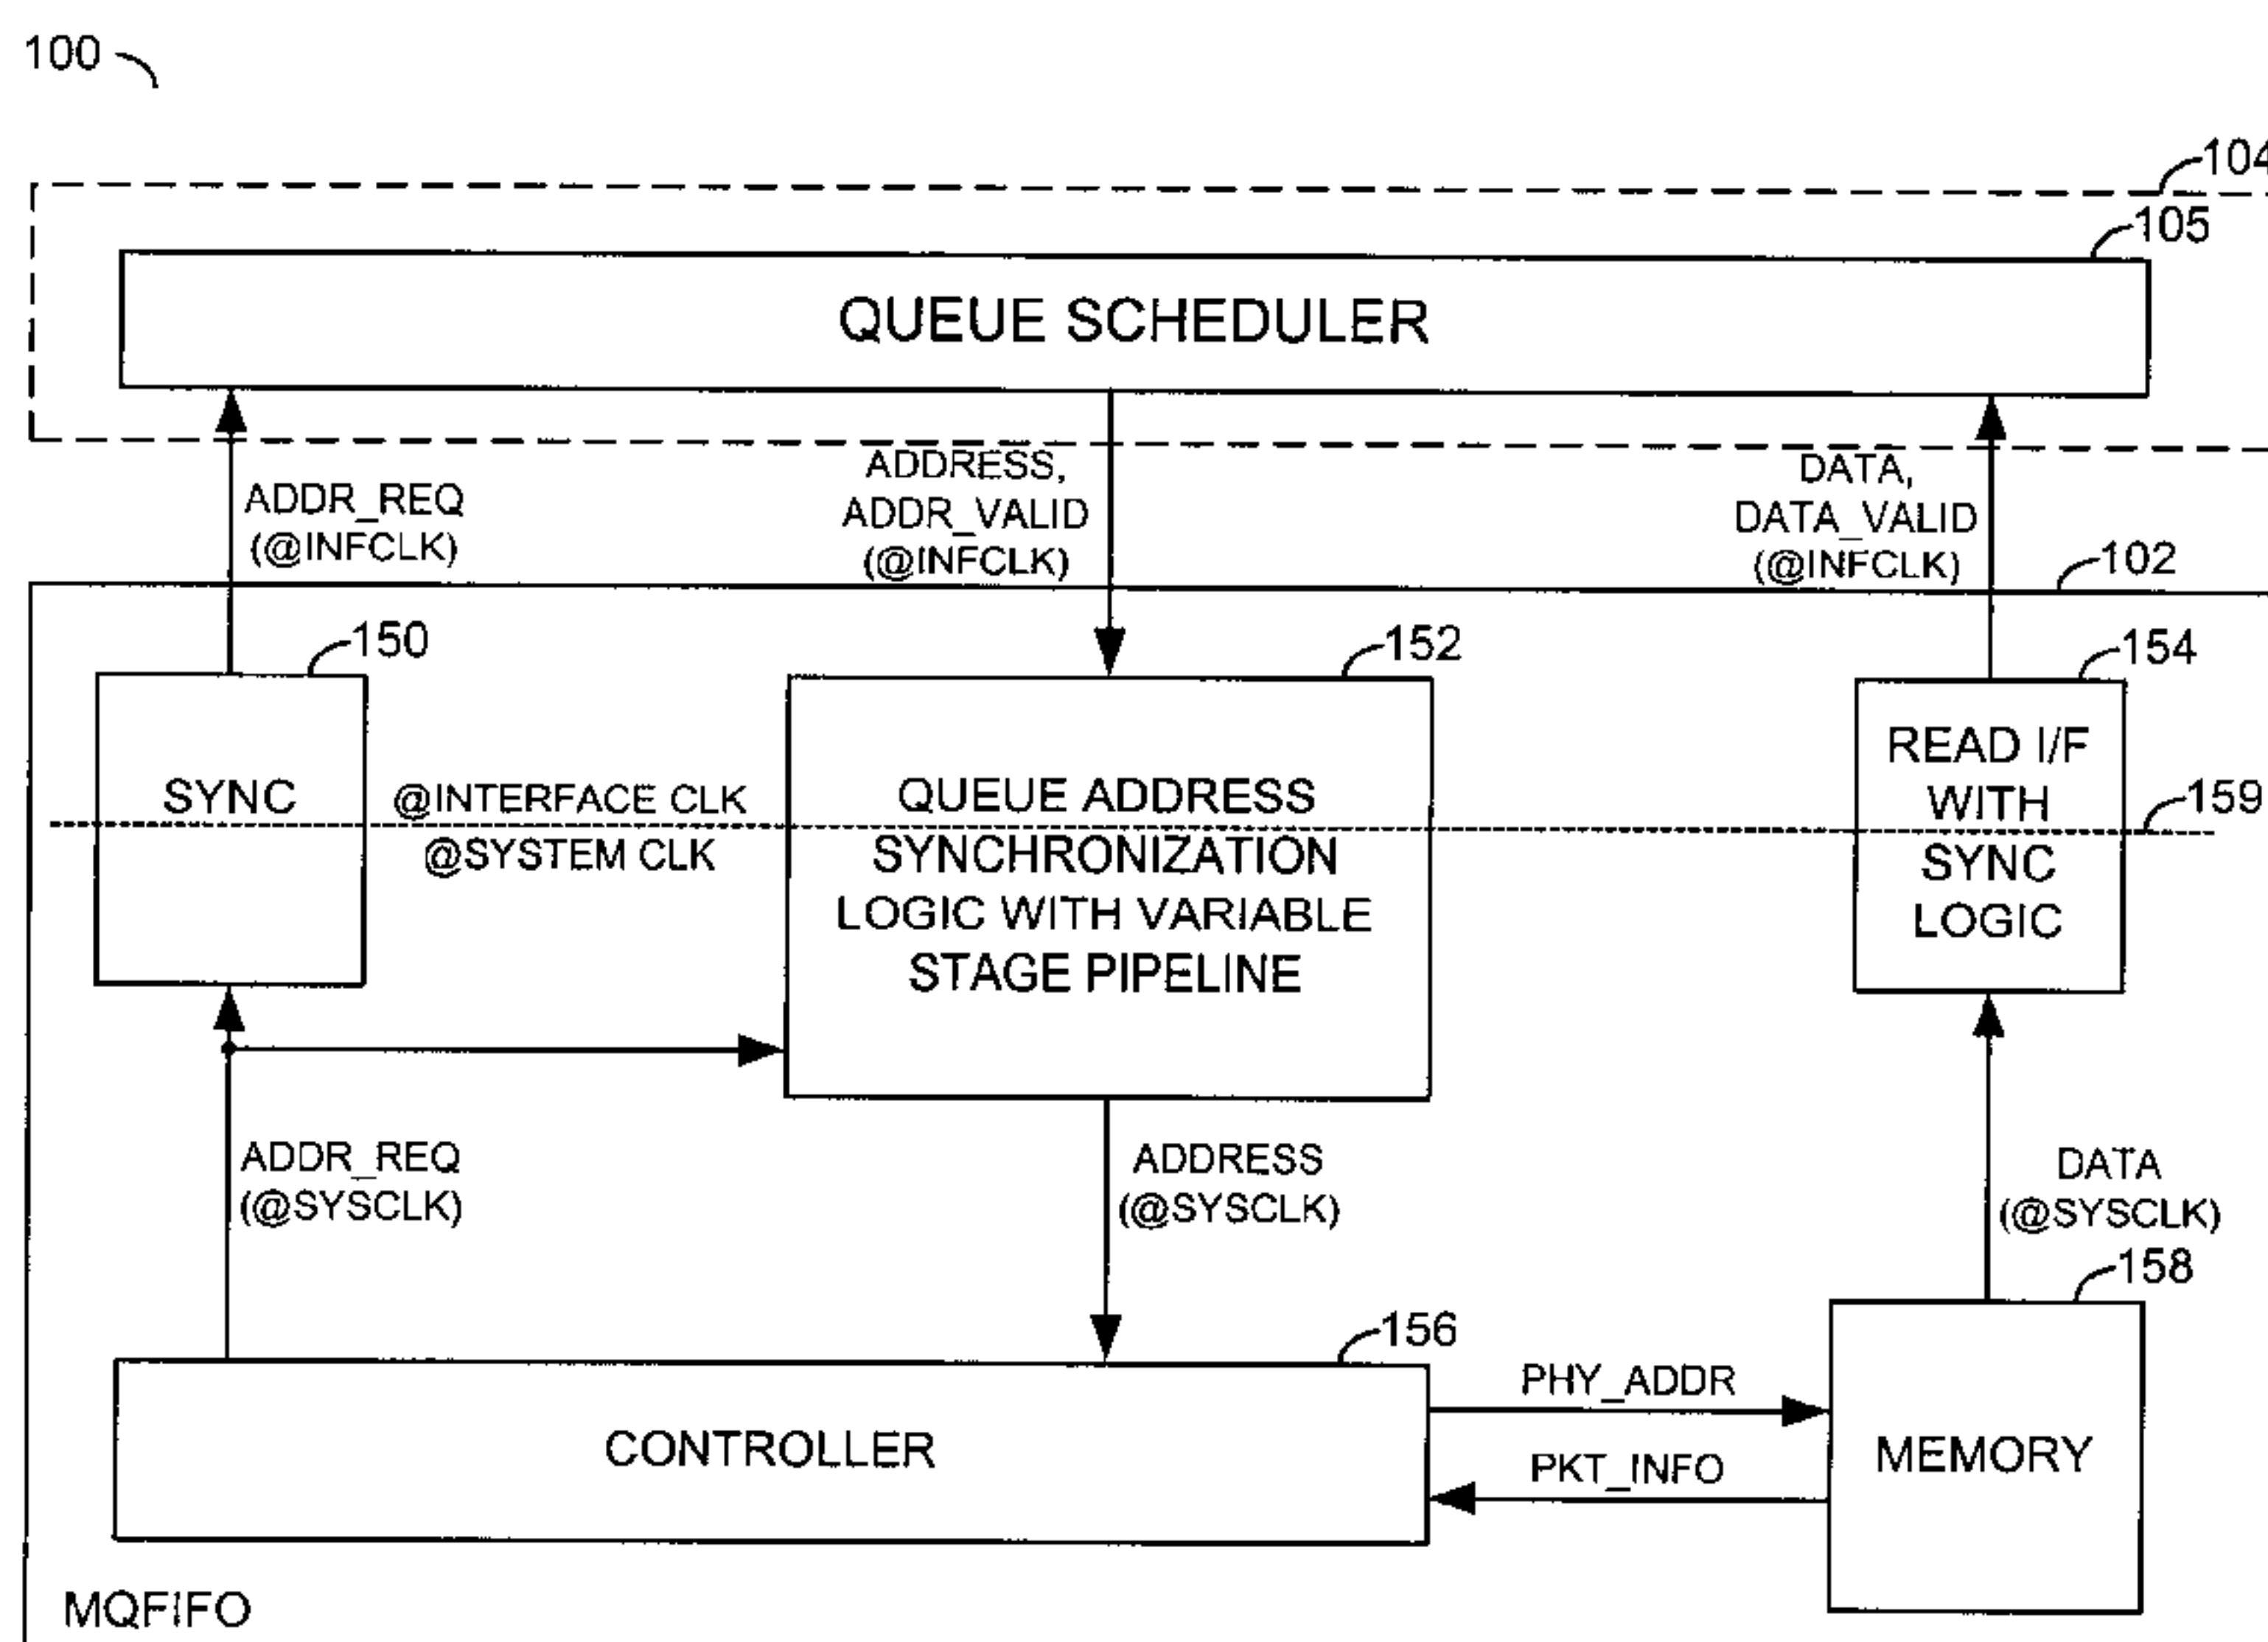 100
104
105
QUEUE SCHEDULER
ADDR_REQ
(@INFCLK)
ADDRESS,
ADDR_VALID
(@INFCLK)
DATA,
DATA_VALID
(@INFCLK)
102
150
152
154
SYNC
@INTERFACE CLK
@SYSTEM CLK
QUEUE ADDRESS
SYNCHRONIZATION
LOGIC WITH VARIABLE
STAGE PIPELINE
READ I/F
WITH
SYNC
LOGIC
159
ADDR_REQ
(@SYSCLK)
ADDRESS
(@SYSCLK)
DATA
(@SYSCLK)
158
156
CONTROLLER
PHY_ADDR
PKT_INFO
MEMORY
MQFIFO